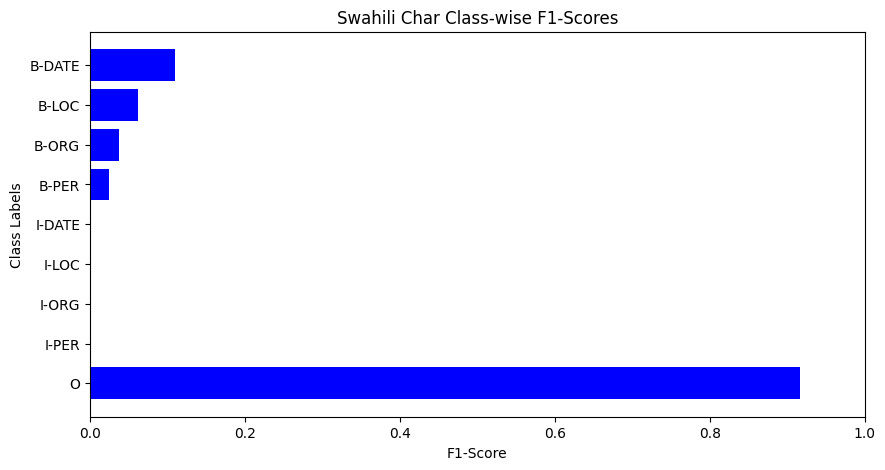 Swahili Char Class-wise F1-Scores
Class Labels
B-DATE
B-LOC
B-ORG
B-PER
I-DATE
I-LOC
I-ORG
I-PER
O
0.0 0.2 0.4 0.6 0.8 1.0
F1-Score